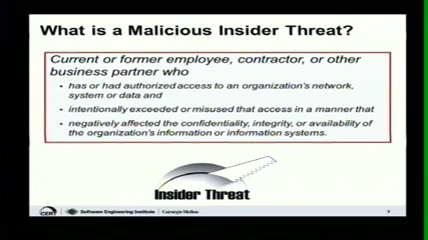 What is a Malicious Insider Threat?
Current or former employee, contractor, or other
business partner who
• has or had authorized access to an organization's network,
system or data and
• intentionally exceeded or misused that access in a manner that
• negatively affected the confidentiality, integrity, or availability of
the organization's information or information systems.
Insider Threat
CERT Software Engineering Institute Carnegie Mellon